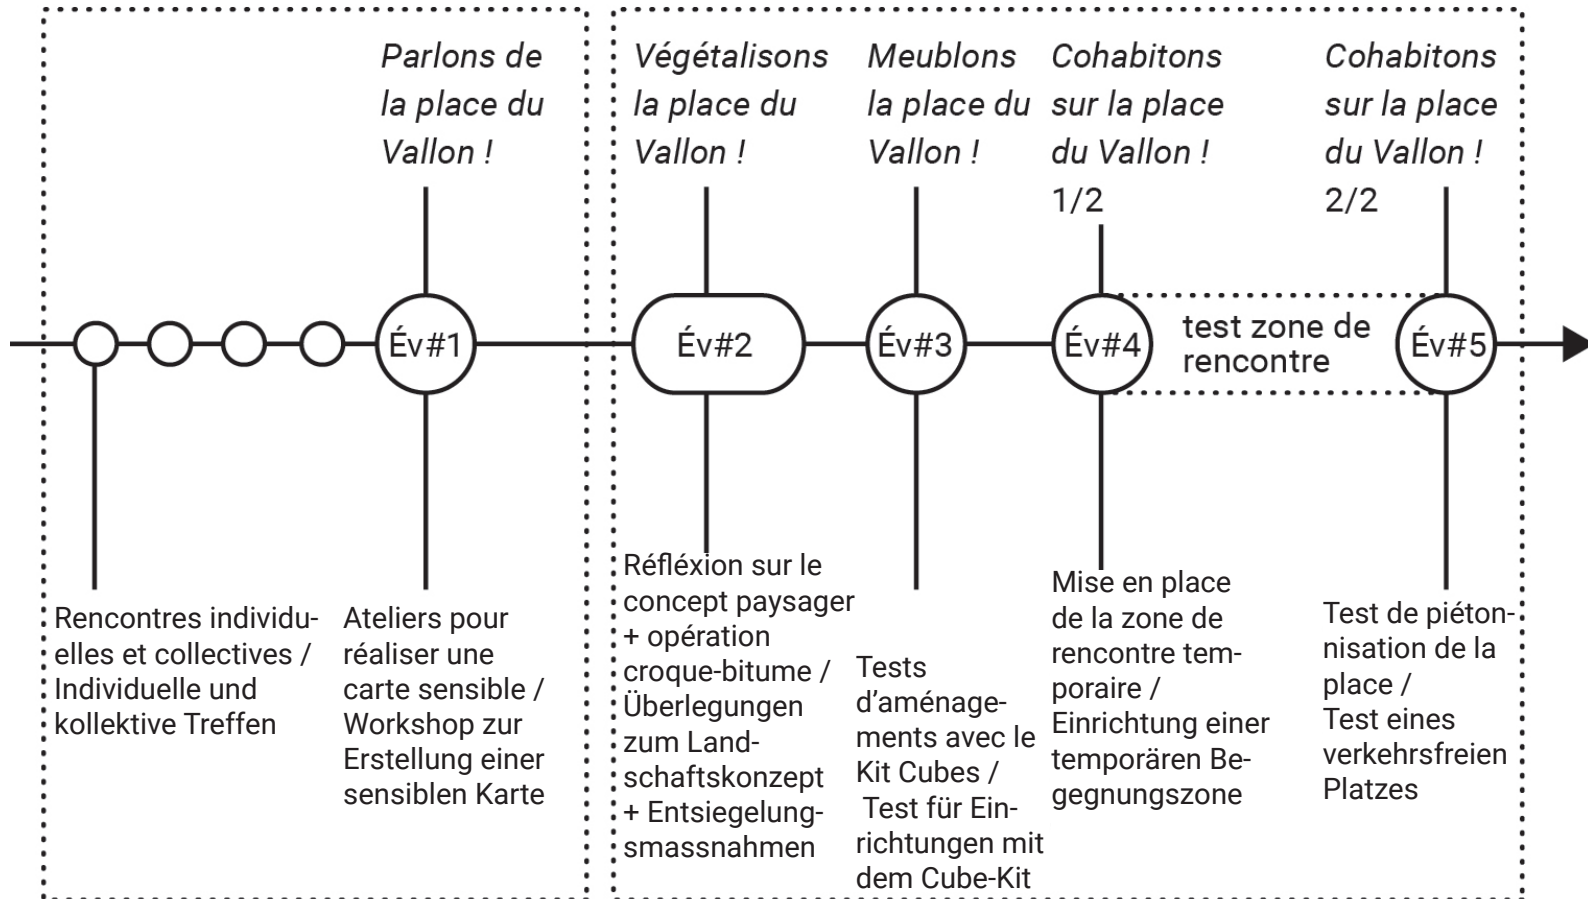 Parlons de
la place du
Vallon !
Végétalisons
la place du
Vallon !
Meublons
la place du
Vallon !
Cohabitons
sur la place
du Vallon !
1/2
Cohabitons
sur la place
du Vallon !
2/2
Év#1
Év#2
Év#3
Év#4
test zone de
rencontre
Év#5
Rencontres individu-
elles et collectives /
Individuelle und
kollektive Treffen
Ateliers pour
réaliser une
carte sensible /
Workshop zur
Erstellung einer
sensiblen Karte
Réfléxion sur le
concept paysager
+ opération
croque-bitume /
Überlegungen
zum Land-
schaftskonzept
+ Entsiegelung-
smassnahmen
Tests
d'aménage-
ments avec le
Kit Cubes /
Test für Ein-
richtungen mit
dem Cube-Kit
Mise en place
de la zone de
rencontre tem-
poraire /
Einrichtung einer
temporären Be-
gegnungszone
Test de piéton-
nisation de la
place /
Test eines
verkehrsfreien
Platzes